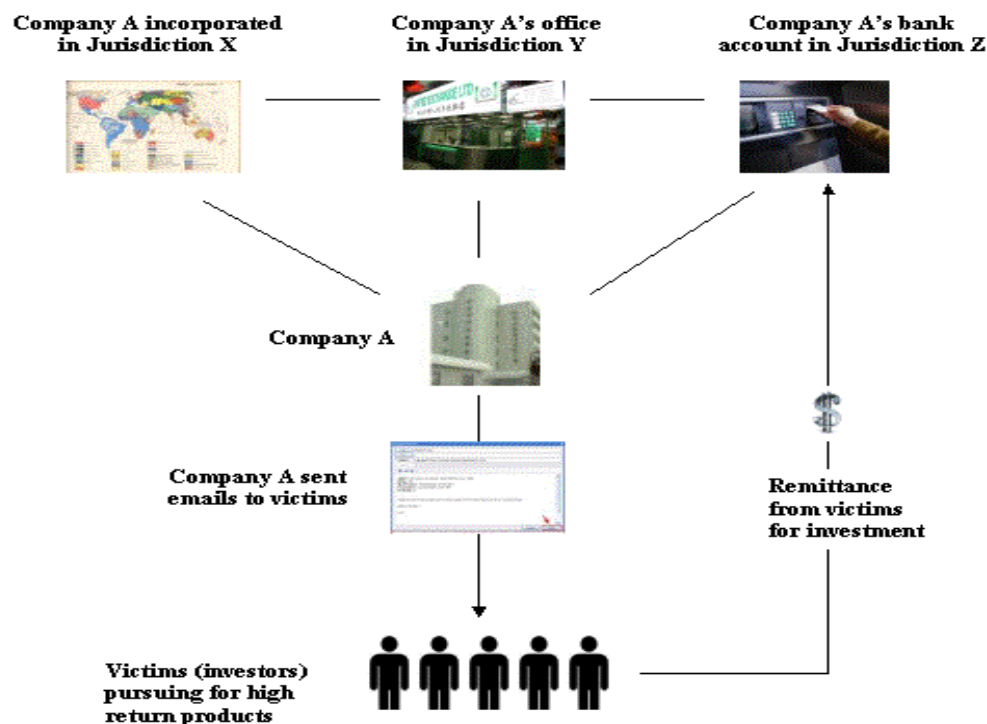 Company A incorporated
in Jurisdiction X
Company A's office
in Jurisdiction Y
Company A's bank
account in Jurisdiction Z
Company A
Company A sent
emails to victims
$
Remittance
from victims
for investment
Victims (investors)
pursuing for high
return products